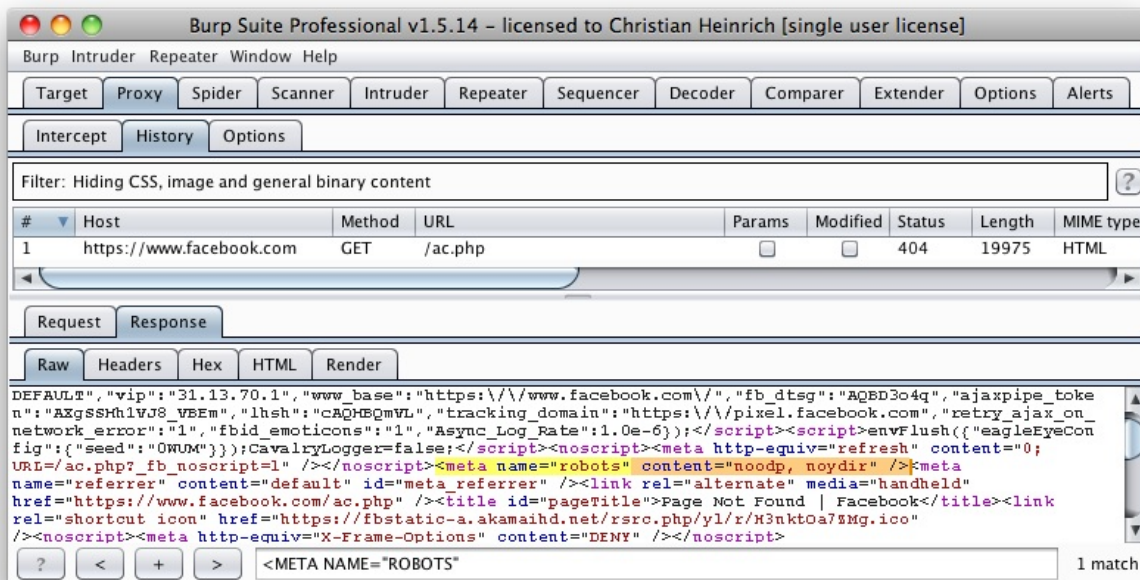 Burp Suite Professional v1.5.14 – licensed to Christian Heinrich [single user license]
Burp Intruder Repeater Window Help
Target Proxy Spider Scanner Intruder Repeater Sequencer Decoder Comparer Extender Options Alerts
Intercept History Options
Filter: Hiding CSS, image and general binary content ?
# Host Method URL Params Modified Status Length MIME type
1 https://www.facebook.com GET /ac.php 404 19975 HTML
Request Response
Raw Headers Hex HTML Render
DEFAULT","vip":"31.13.70.1","www_base":"https:\/\/www.facebook.com\/","fb_dtsg":"AQBD3o4q","ajaxpipe_toke
n":"AXgSSHh1VJ8_VBEm","lhsh":"cAQHBQmVL","tracking_domain":"https:\/\/pixel.facebook.com","retry_ajax_on_
network_error":"1","fbid_emoticons":"1","Async_Log_Rate":1.0e-6});</script><script>envFlush({"eagleEyeCon
fig":{"seed":"0WUM"}});CavalryLogger=false;</script><noscript><meta http-equiv="refresh" content="0;
URL=/ac.php?_fb_noscript=1" /></noscript><meta name="robots" content="noodp, noydir" /><meta
name="referrer" content="default" id="meta_referrer" /><link rel="alternate" media="handheld"
href="https://www.facebook.com/ac.php" /><title id="pageTitle">Page Not Found | Facebook</title><link
rel="shortcut icon" href="https://fbstatic-a.akamaihd.net/rsrc.php/yl/r/H3nktOa7ZMg.ico"
/><noscript><meta http-equiv="X-Frame-Options" content="DENY" /></noscript>
? < + > <META NAME="ROBOTS" 1 match